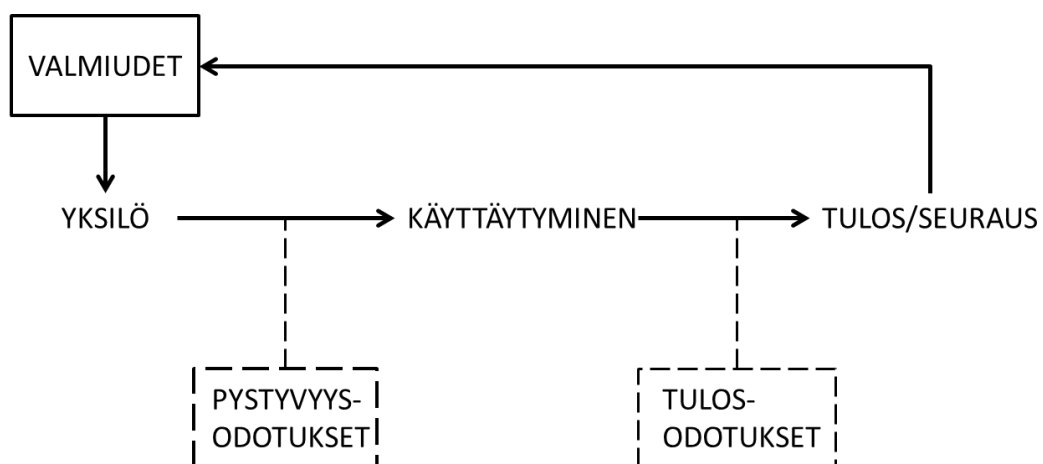 VALMIUDET
YKSILÖ
KÄYTTÄYTYMINEN
TULOS/SEURAUS
PYSTYVYYS-
ODOTUKSET
TULOS-
ODOTUKSET